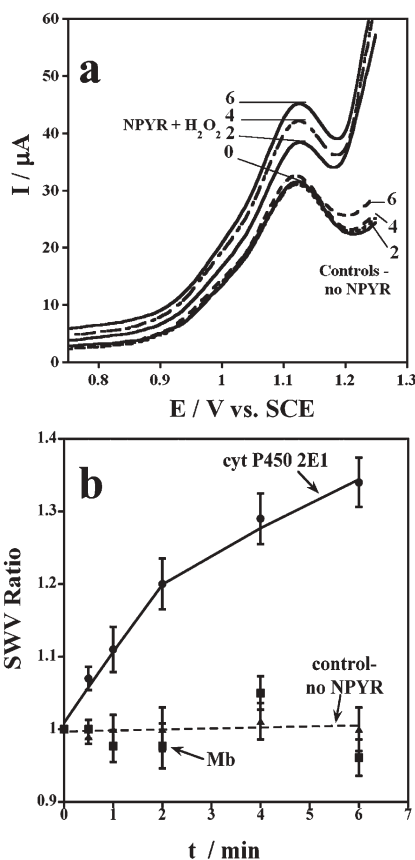 a
60
50
40
30
20
10
0
I / μA
NPYR + H2O2
6
4
2
0
6
4
2
Controls -
no NPYR
0.8 0.9 1 1.1 1.2 1.3
E / V vs. SCE
b
1.4
1.3
1.2
1.1
1
0.9
SWV Ratio
cyt P450 2E1
control-
no NPYR
Mb
0 1 2 3 4 5 6 7
t / min